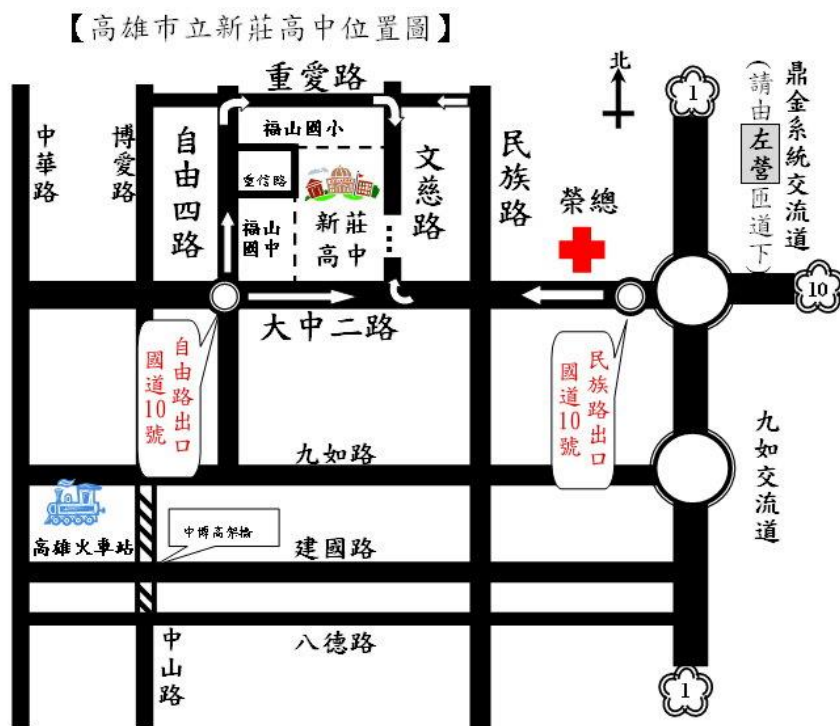 【高雄市立新莊高中位置圖】
北
重愛路
1
鼎金系統交流道
(請由左營匝道下)
中華路
博愛路
自由四路
福山國小
重信路
福山
國中
新莊
高中
文慈路
民族路
榮總
10
大中二路
自由路出口
國道10號
民族路出口
國道10號
九如路
九如交流道
高雄火車站
中博高架橋
建國路
中山路
八德路
1